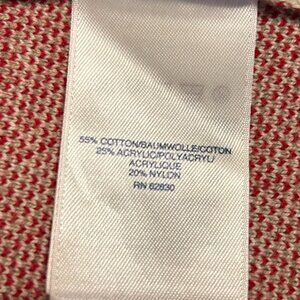 55% COTTON/BAUMWOLLE/COTON
25% ACRYLIC/POLYACRYL/
ACRYLIQUE
20% NYLON
RN 62830